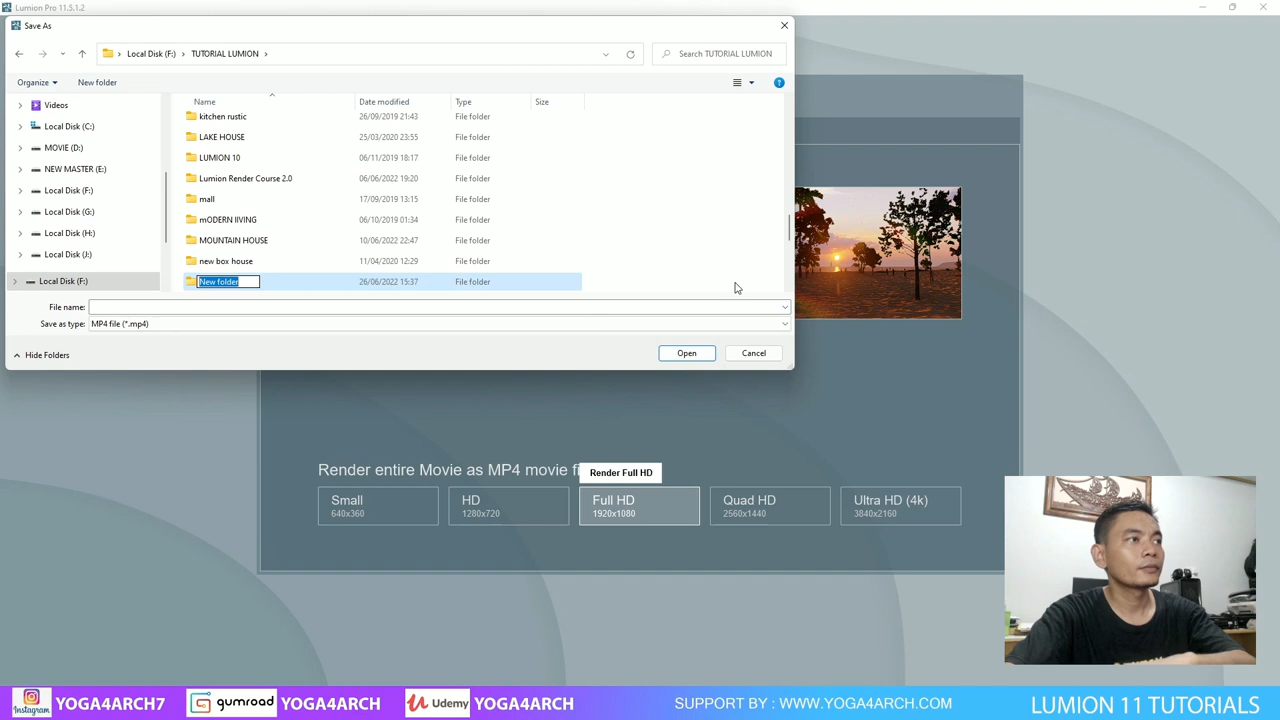 Lumion Pro 11.5.1.2
Save As
Local Disk (F:) TUTORIAL LUMION
Search TUTORIAL LUMION
Organize New folder
Name Date modified Type Size
Videos
Local Disk (C:)
MOVIE (D:)
NEW MASTER (E:)
Local Disk (F:)
Local Disk (G:)
Local Disk (H:)
Local Disk (J:)
Local Disk (F:)
kitchen rustic 26/09/2019 21:43 File folder
LAKE HOUSE 25/03/2020 23:55 File folder
LUMION 10 06/11/2019 18:17 File folder
Lumion Render Course 2.0 06/06/2022 19:20 File folder
mall 17/09/2019 13:15 File folder
mODERN lIVING 06/10/2019 01:34 File folder
MOUNTAIN HOUSE 10/06/2022 22:47 File folder
new box house 11/04/2020 12:29 File folder
New folder 26/06/2022 15:37 File folder
File name:
Save as type: MP4 file (*.mp4)
Hide Folders
Open
Cancel
Render entire Movie as MP4 movie fi
Render Full HD
Small
640x360
HD
1280x720
Full HD
1920x1080
Quad HD
2560x1440
Ultra HD (4k)
3840x2160
Instagram YOGA4ARCH7 gumroad YOGA4ARCH Udemy YOGA4ARCH SUPPORT BY : WWW.YOGA4ARCH.COM LUMION 11 TUTORIALS